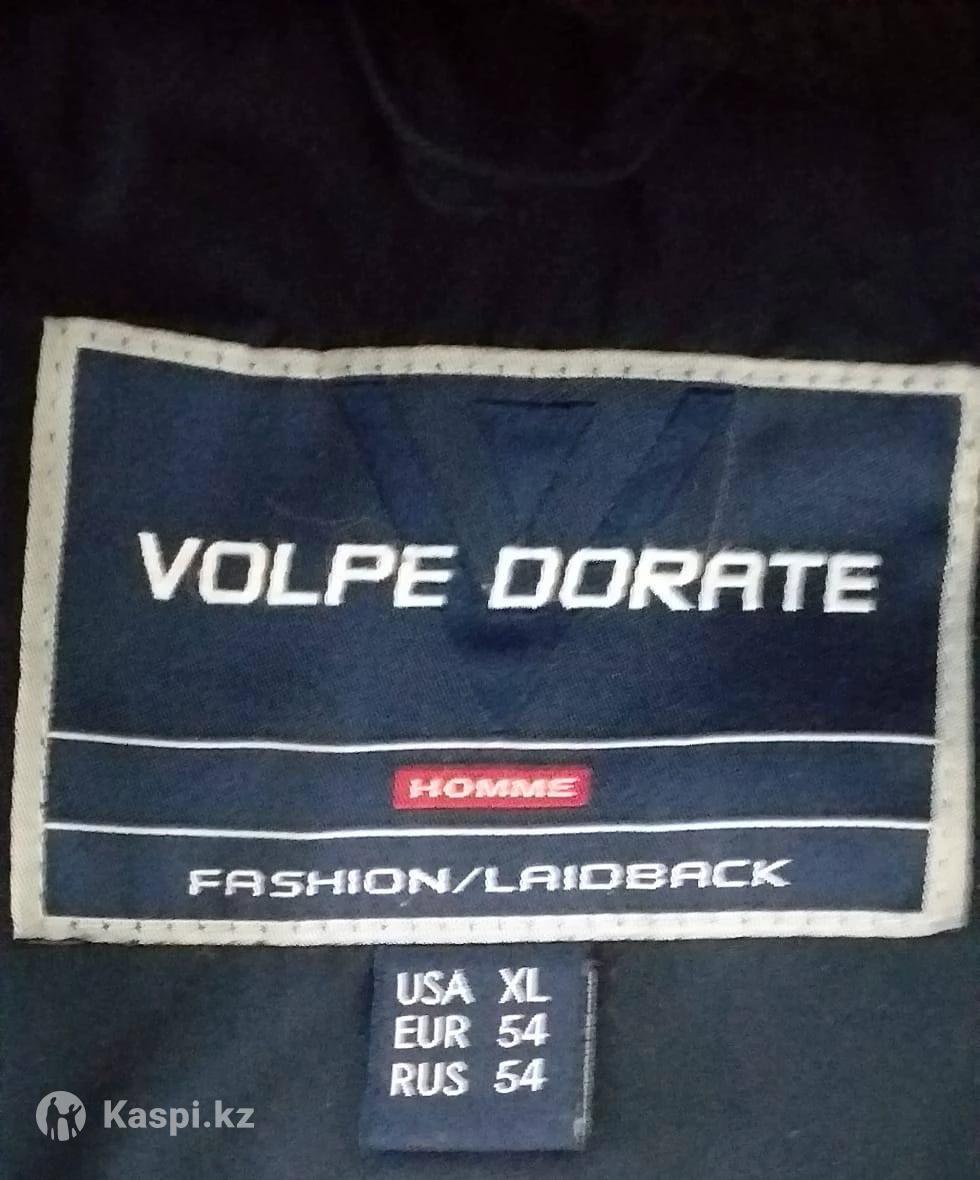 VOLPE DORATE
HOMME
FASHION/LAIDBACK
USA XL
EUR 54
RUS 54
Kaspi.kz